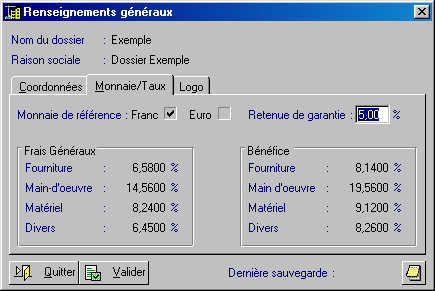 Renseignements généraux
Nom du dossier : Exemple
Raison sociale : Dossier Exemple
Coordonnées Monnaie/Taux Logo
Monnaie de référence : Franc Euro Retenue de garantie : 5,00 %
Frais Généraux Bénéfice
Fourniture : 6,5800 % Fourniture : 8,1400 %
Main-d'oeuvre : 14,5600 % Main d'oeuvre : 19,5600 %
Matériel : 8,2400 % Matériel : 9,1200 %
Divers : 6,4500 % Divers : 8,2600 %
Quitter Valider Dernière sauvegarde :